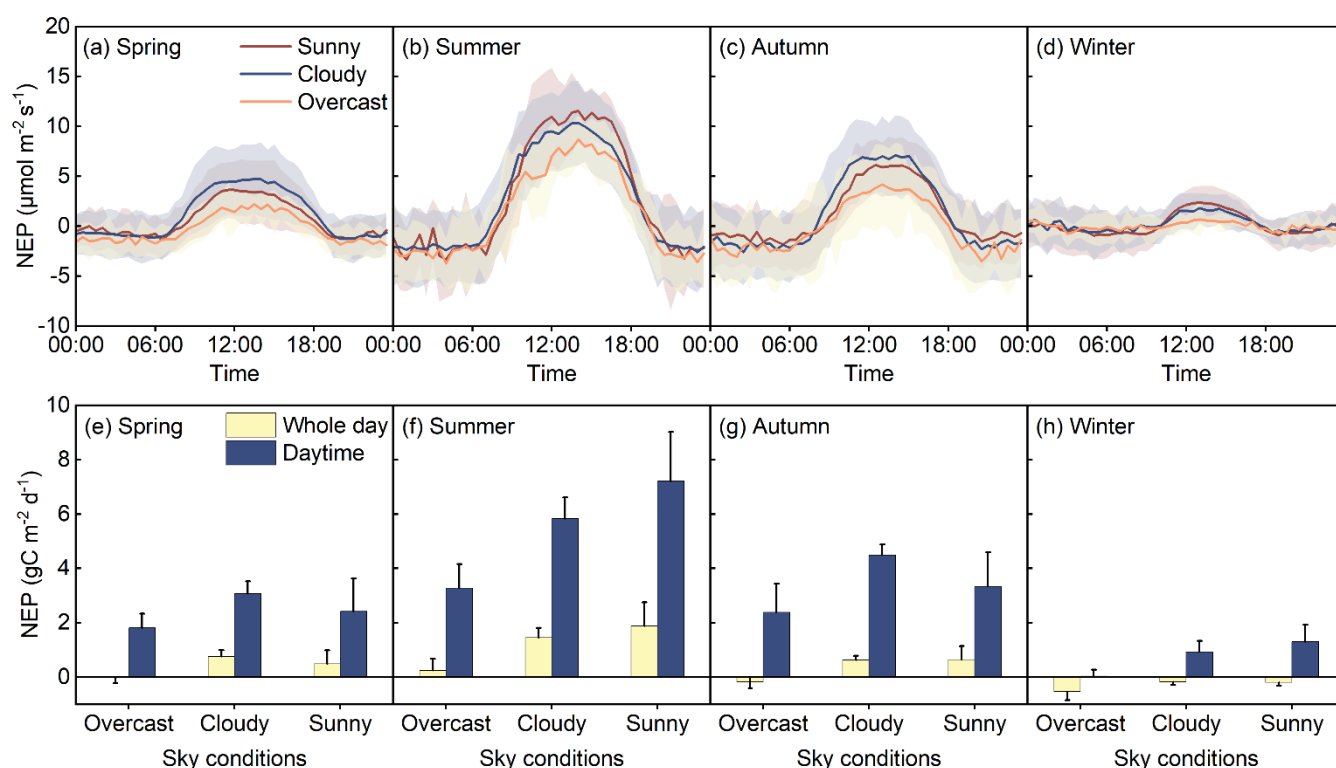 20
15
10
5
0
-5
-10
NEP (µmol m⁻² s⁻¹)
(a) Spring
Sunny
Cloudy
Overcast
(b) Summer
(c) Autumn
(d) Winter
00:00 06:00 12:00 18:00 00:00 06:00 12:00 18:00 00:00 06:00 12:00 18:00 00:00 06:00 12:00 18:00
Time Time Time Time
10
8
6
4
2
0
NEP (gC m⁻² d⁻¹)
(e) Spring
Whole day
Daytime
(f) Summer
(g) Autumn
(h) Winter
Overcast Cloudy Sunny Overcast Cloudy Sunny Overcast Cloudy Sunny Overcast Cloudy Sunny
Sky conditions Sky conditions Sky conditions Sky conditions